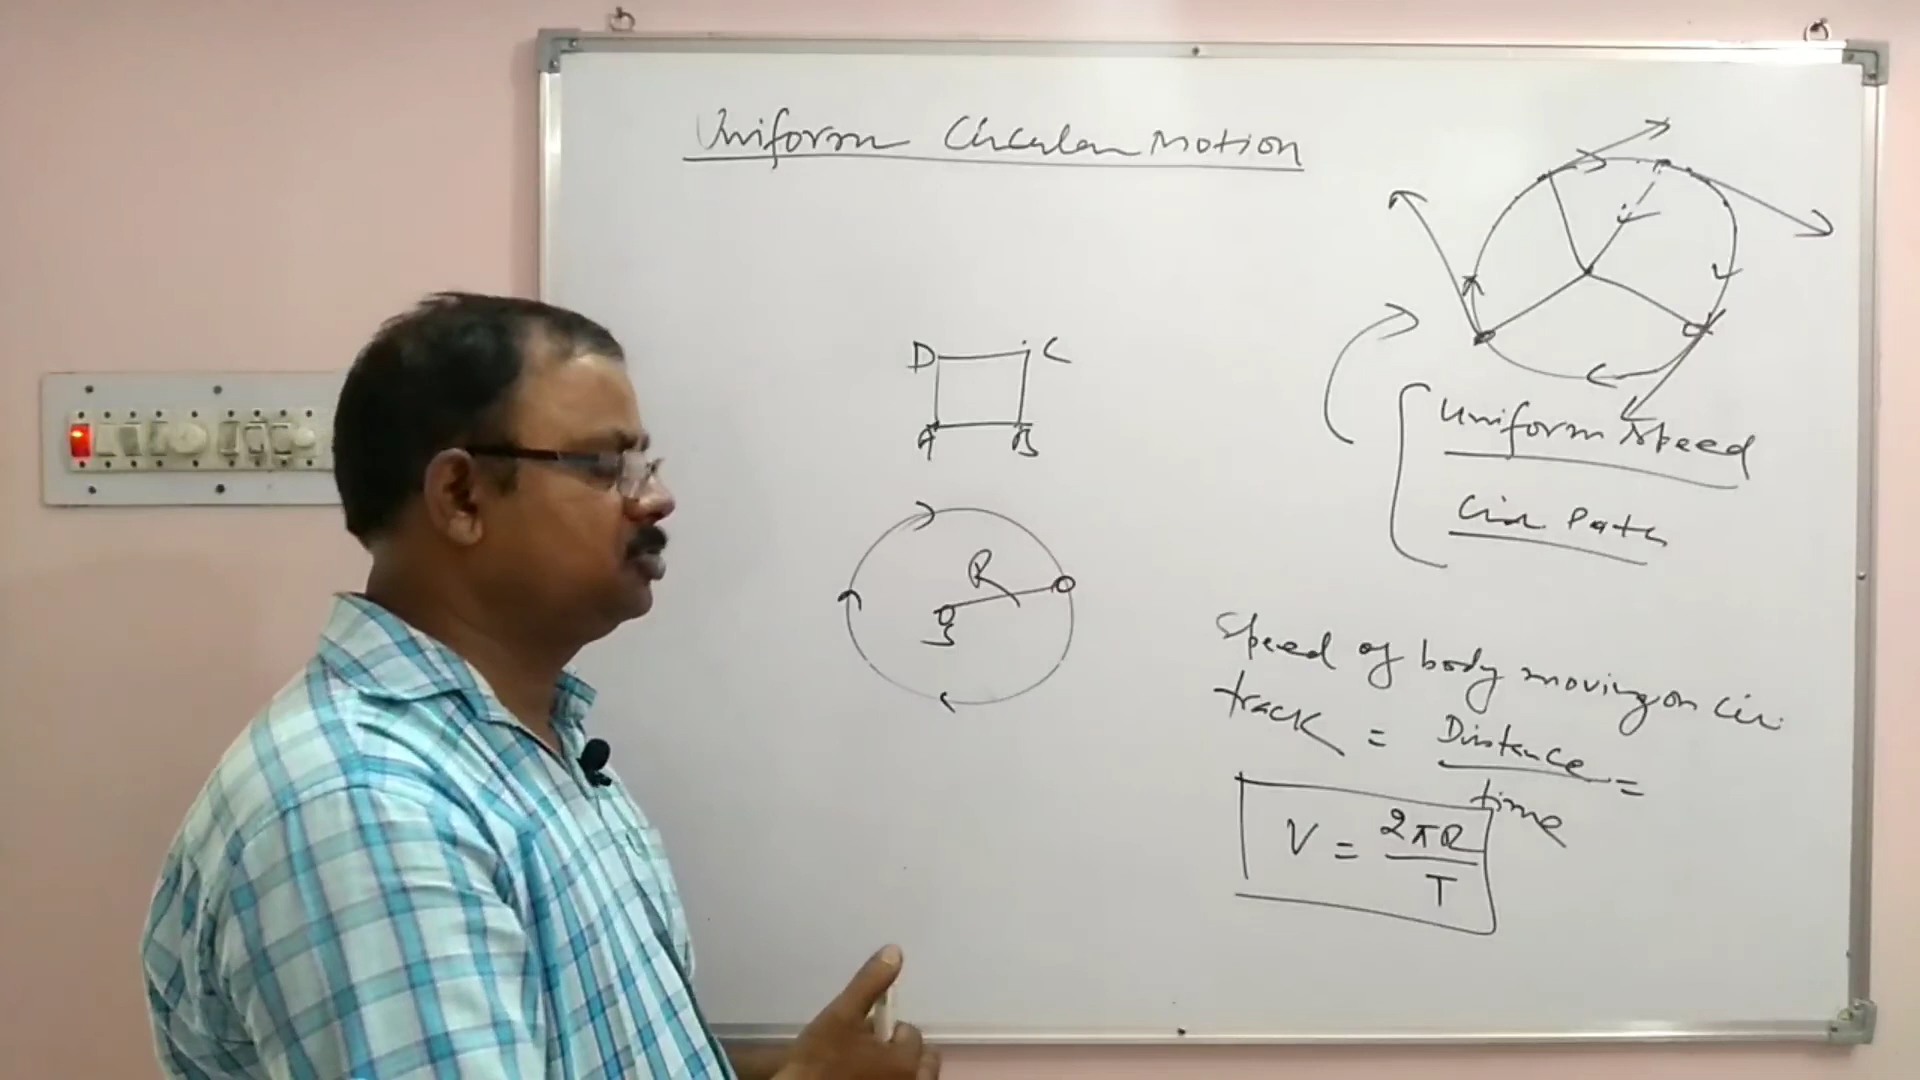 Uniform Circular Motion
D C
A B
R
S
Uniform speed
Cir Path
Speed of body moving on cir.
track = Distance =
time
V = 2πR
T